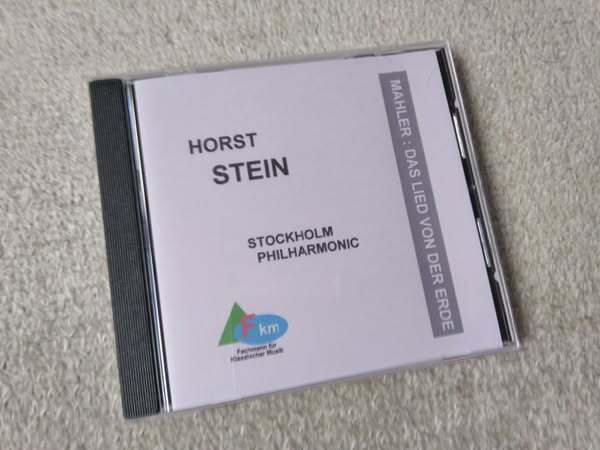 HORST
STEIN
STOCKHOLM
PHILHARMONIC
MAHLER : DAS LIED VON DER ERDE
Fkm
Fachmann für
Klassischer Musik